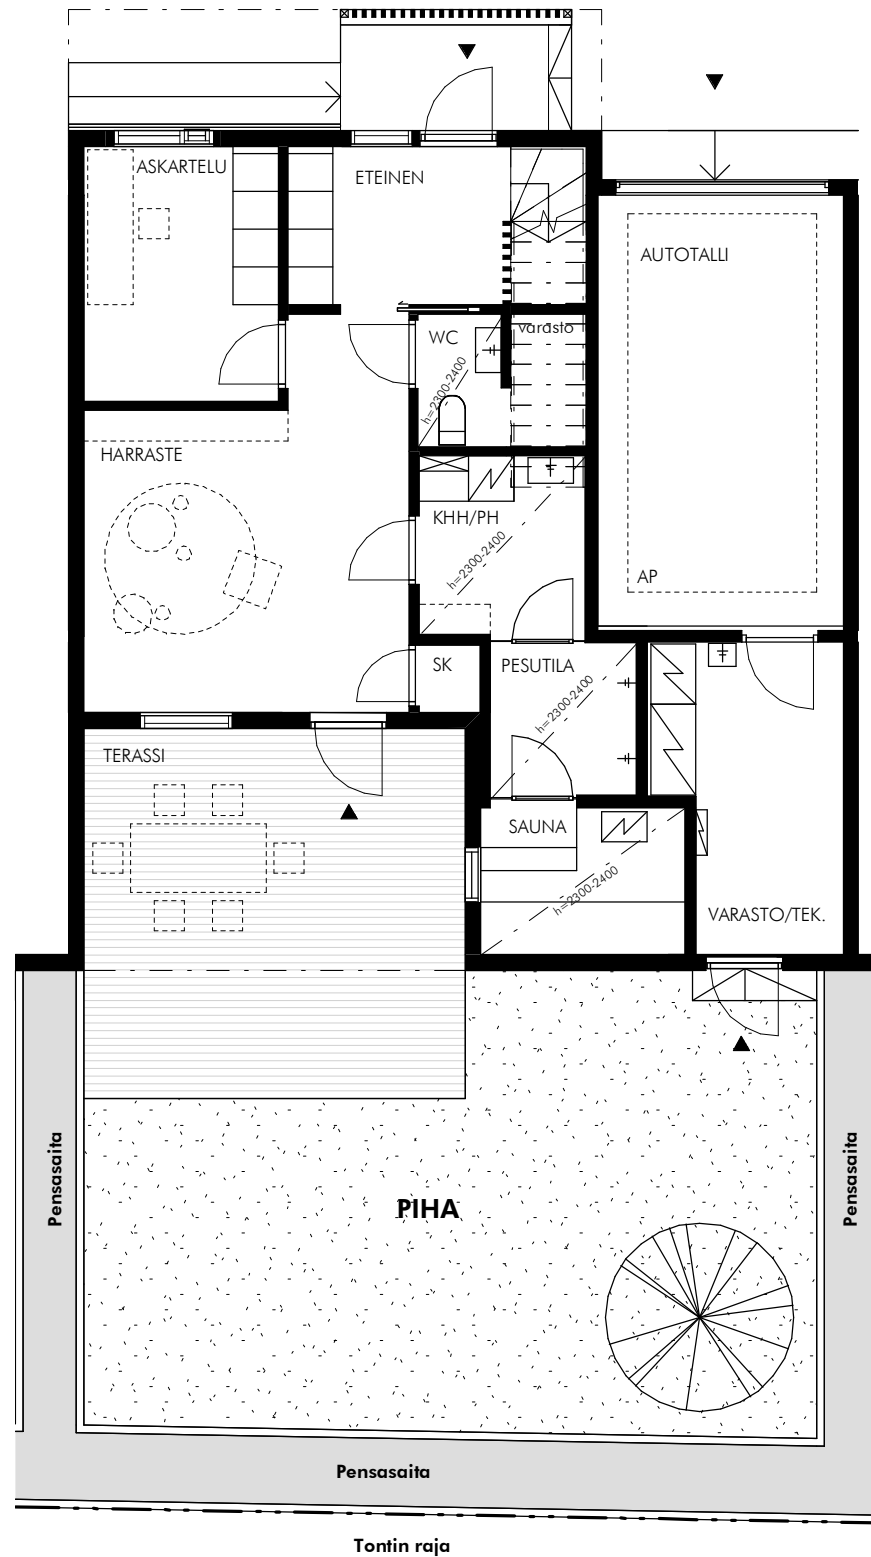 ASKARTELU
ETEINEN
AUTOTALLI
WC
varasto
h=2300-2400
HARRASTE
KHH/PH
h=2300-2400
AP
SK
PESUTILA
h=2300-2400
TERASSI
SAUNA
h=2300-2400
VARASTO/TEK.
Pensasaita
Pensasaita
PIHA
Pensasaita
Tontin raja